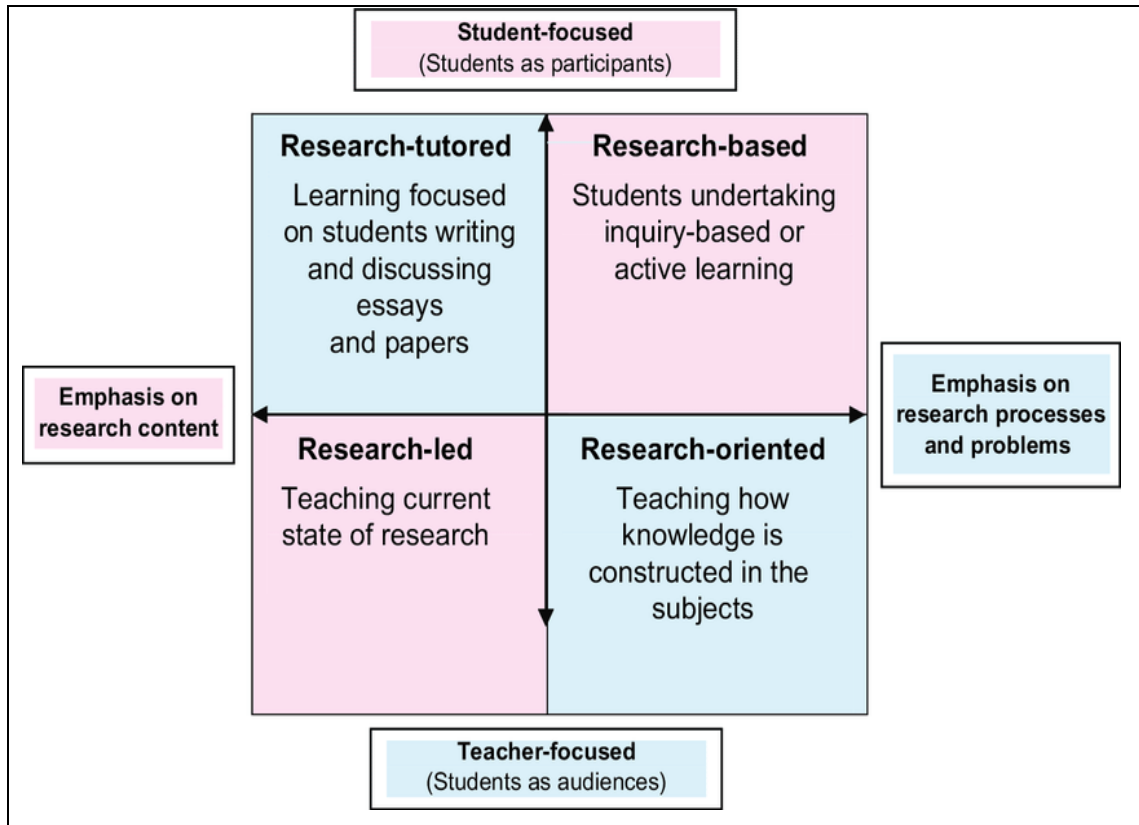 Student-focused
(Students as participants)
Research-tutored
Learning focused
on students writing
and discussing
essays
and papers
Research-based
Students undertaking
inquiry-based or
active learning
Emphasis on
research content
Emphasis on
research processes
and problems
Research-led
Teaching current
state of research
Research-oriented
Teaching how
knowledge is
constructed in the
subjects
Teacher-focused
(Students as audiences)